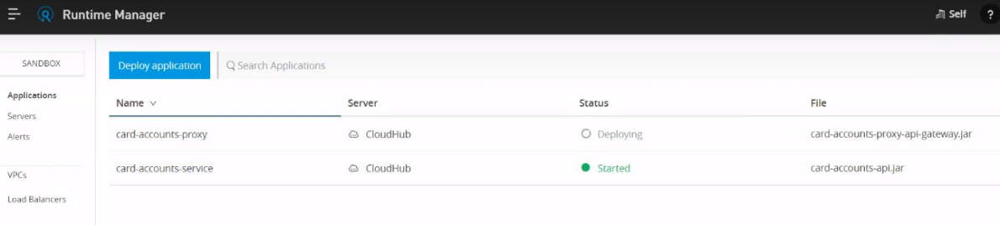 Runtime Manager
Self
?
SANDBOX
Applications
Servers
Alerts
VPCs
Load Balancers
Deploy application
Search Applications
Name Server Status File
card-accounts-proxy CloudHub Deploying card-accounts-proxy-api-gateway.jar
card-accounts-service CloudHub Started card-accounts-api.jar